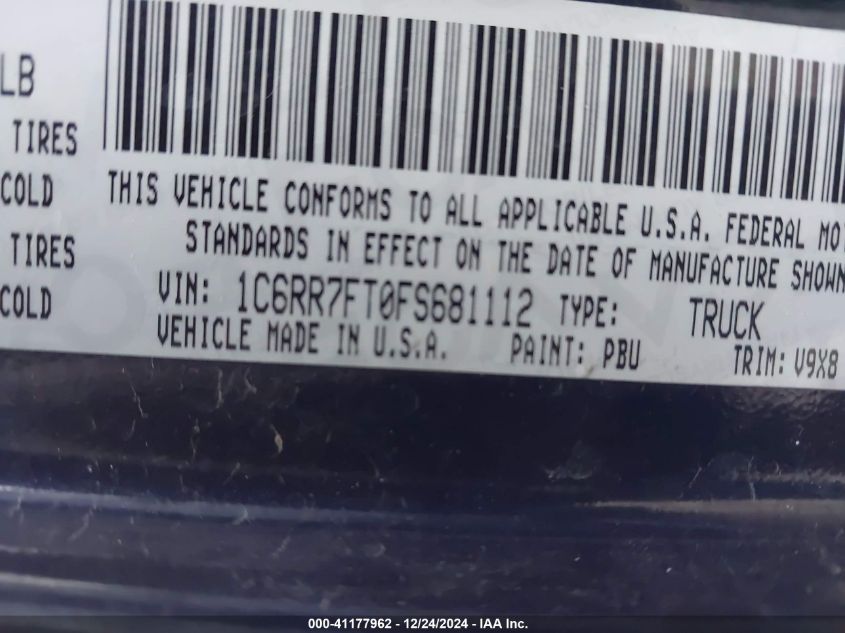 LB
TIRES
COLD
THIS VEHICLE CONFORMS TO ALL APPLICABLE U.S.A. FEDERAL MOT
STANDARDS IN EFFECT ON THE DATE OF MANUFACTURE SHOWN
TIRES
COLD
VIN: 1C6RR7FT0FS681112 TYPE: TRUCK
VEHICLE MADE IN U.S.A. PAINT: PBU TRIM: V9X8
000-41177962 - 12/24/2024 - IAA Inc.